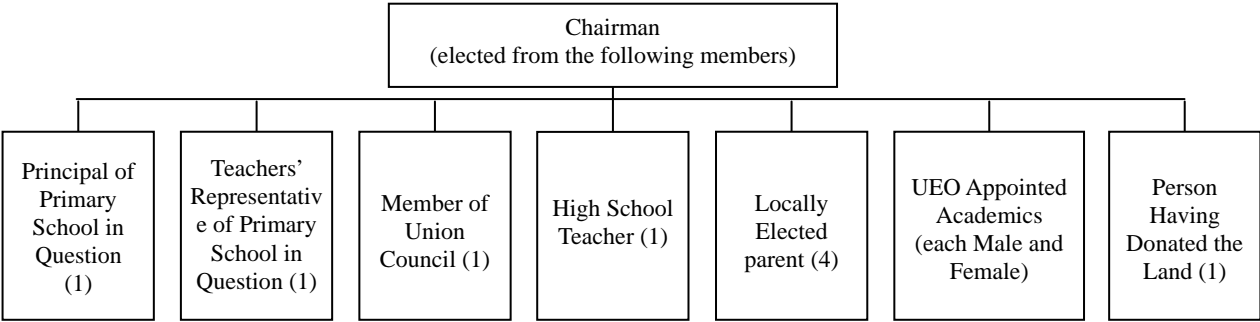 Chairman
(elected from the following members)
Principal of
Primary
School in
Question
(1)
Teachers’
Representativ
e of Primary
School in
Question (1)
Member of
Union
Council (1)
High School
Teacher (1)
Locally
Elected
parent (4)
UEO Appointed
Academics
(each Male and
Female)
Person
Having
Donated the
Land (1)